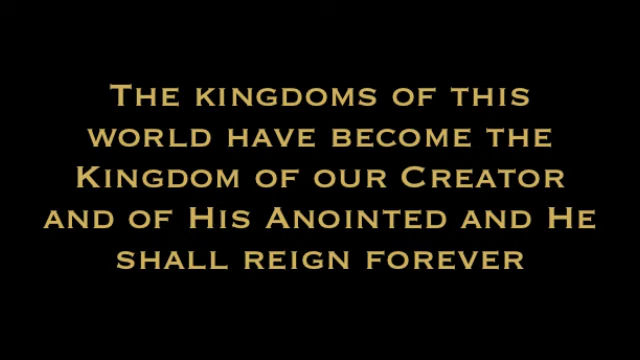 The kingdoms of this
world have become the
Kingdom of our Creator
and of His Anointed and He
shall reign forever